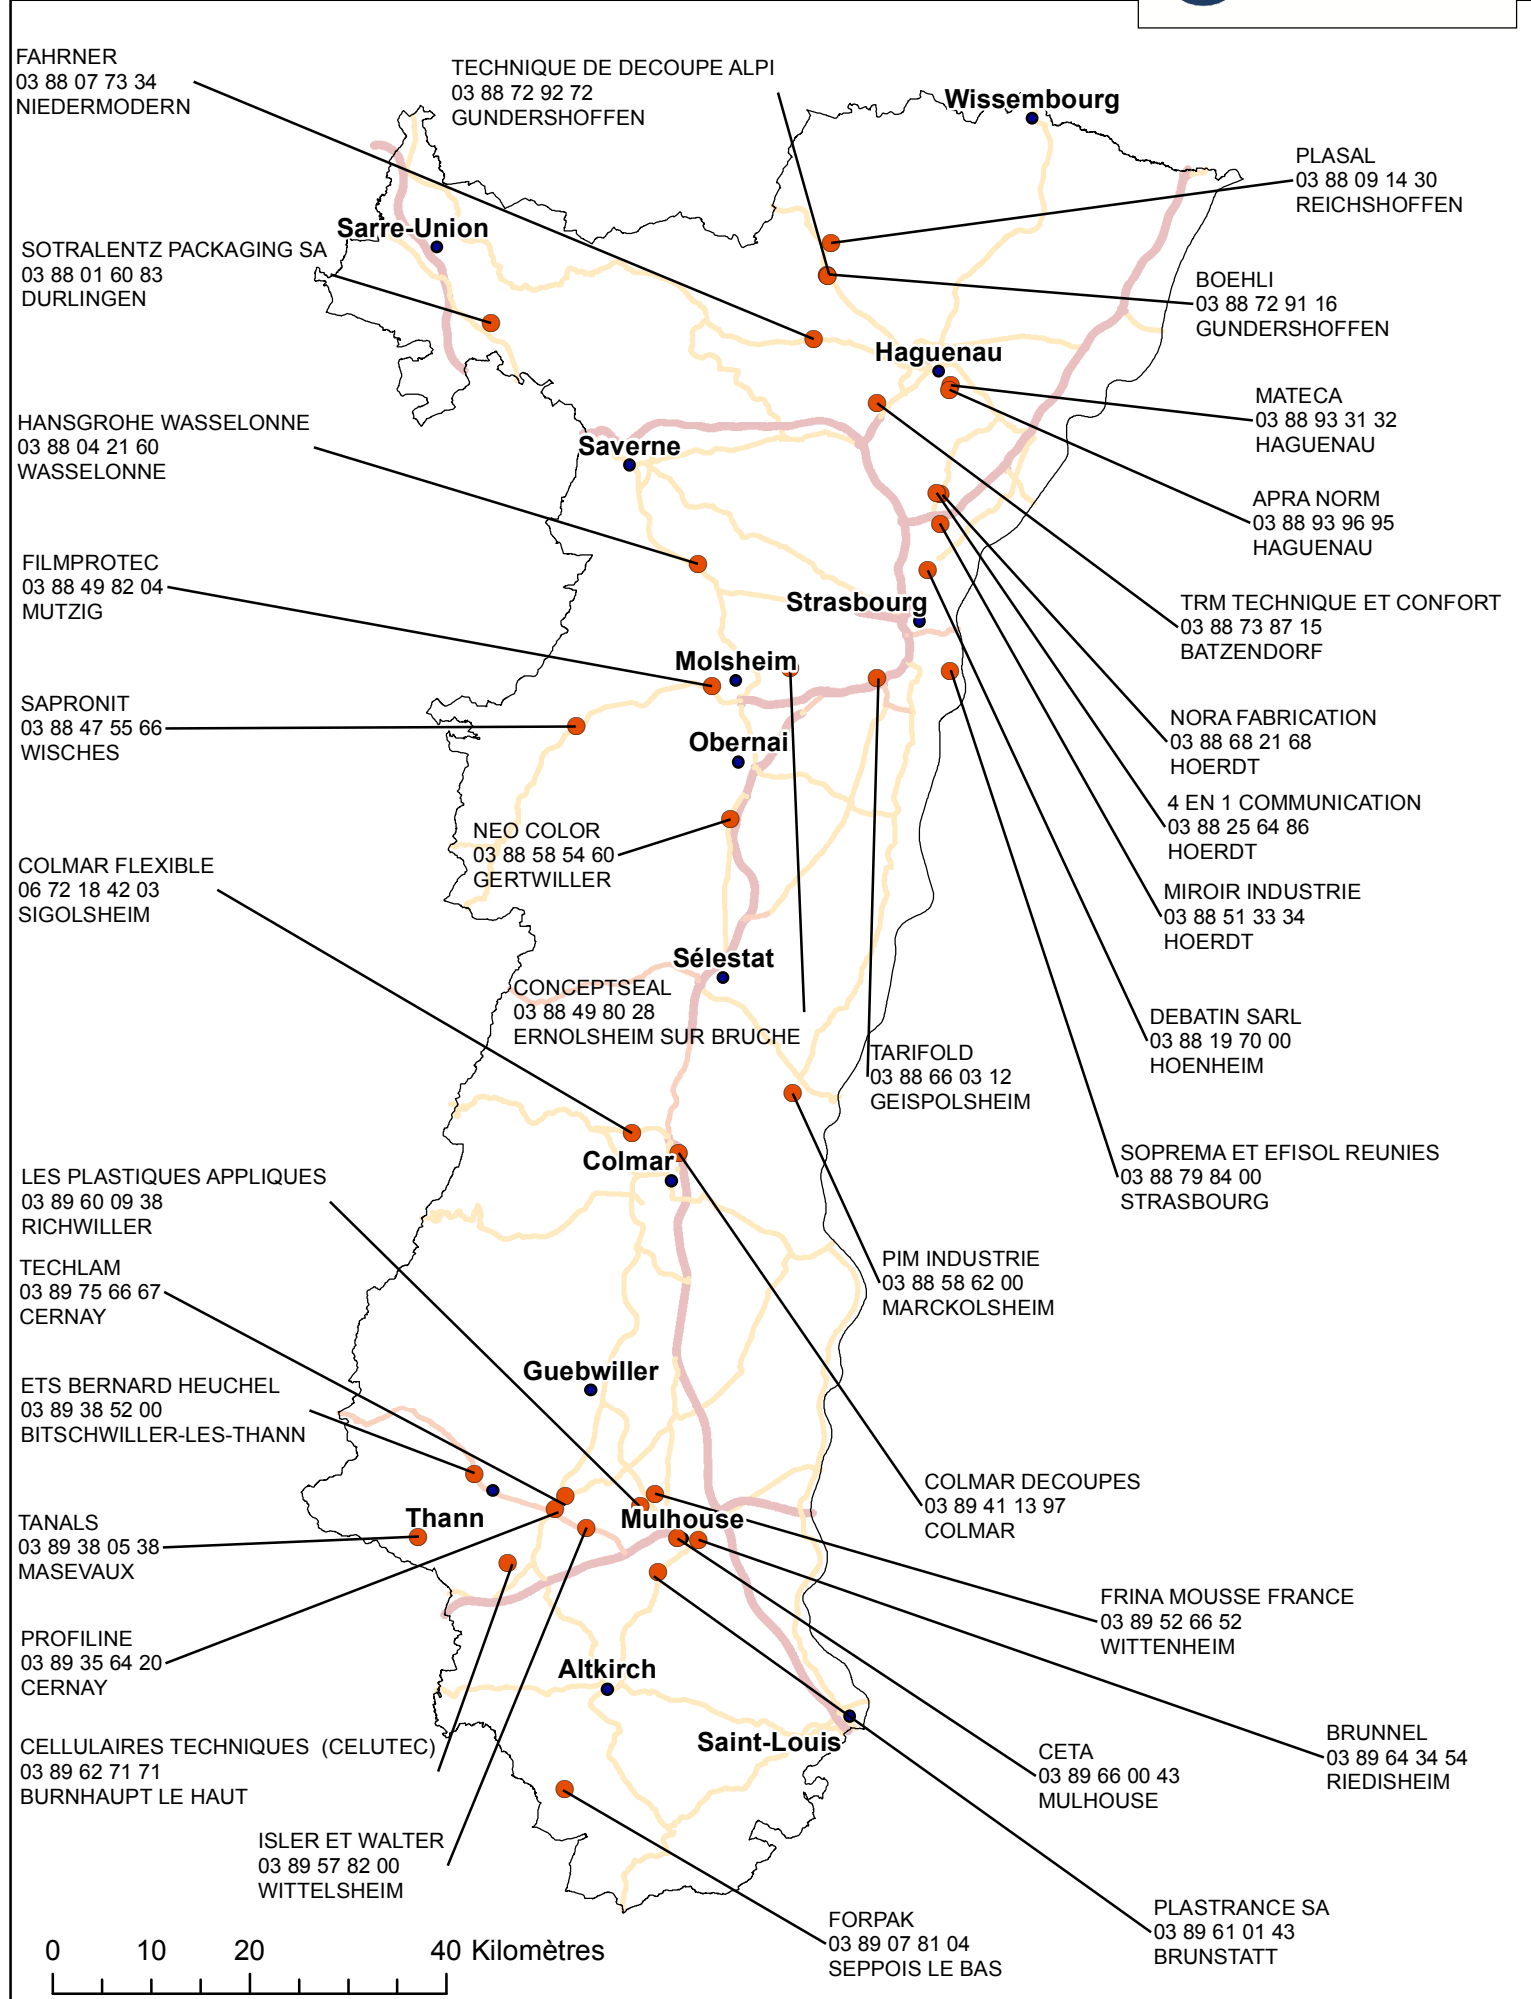 FAHRNER
03 88 07 73 34
NIEDERMODERN
TECHNIQUE DE DECOUPE ALPI
03 88 72 92 72
GUNDERSHOFFEN
Wissembourg
PLASAL
03 88 09 14 30
REICHSHOFFEN
Sarre-Union
SOTRALENTZ PACKAGING SA
03 88 01 60 83
DURLINGEN
BOEHLI
03 88 72 91 16
GUNDERSHOFFEN
Haguenau
MATECA
03 88 93 31 32
HAGUENAU
HANSGROHE WASSELONNE
03 88 04 21 60
WASSELONNE
Saverne
APRA NORM
03 88 93 96 95
HAGUENAU
FILMPROTEC
03 88 49 82 04
MUTZIG
Strasbourg
TRM TECHNIQUE ET CONFORT
03 88 73 87 15
BATZENDORF
Molsheim
SAPRONIT
03 88 47 55 66
WISCHES
NORA FABRICATION
03 88 68 21 68
HOERDT
Obernai
4 EN 1 COMMUNICATION
03 88 25 64 86
HOERDT
NEO COLOR
03 88 58 54 60
GERTWILLER
COLMAR FLEXIBLE
06 72 18 42 03
SIGOLSHEIM
MIROIR INDUSTRIE
03 88 51 33 34
HOERDT
Sélestat
CONCEPTSEAL
03 88 49 80 28
ERNOLSHEIM SUR BRUCHE
DEBATIN SARL
03 88 19 70 00
HOENHEIM
TARIFOLD
03 88 66 03 12
GEISPOLSHEIM
SOPREMA ET EFISOL REUNIES
03 88 79 84 00
STRASBOURG
Colmar
LES PLASTIQUES APPLIQUES
03 89 60 09 38
RICHWILLER
PIM INDUSTRIE
03 88 58 62 00
MARCKOLSHEIM
TECHLAM
03 89 75 66 67
CERNAY
Guebwiller
ETS BERNARD HEUCHEL
03 89 38 52 00
BITSCHWILLER-LES-THANN
COLMAR DECOUPES
03 89 41 13 97
COLMAR
Thann
Mulhouse
TANALS
03 89 38 05 38
MASEVAUX
FRINA MOUSSE FRANCE
03 89 52 66 52
WITTENHEIM
PROFILINE
03 89 35 64 20
CERNAY
Altkirch
BRUNNEL
03 89 64 34 54
RIEDISHEIM
Saint-Louis
CELLULAIRES TECHNIQUES (CELUTEC)
03 89 62 71 71
BURNHAUPT LE HAUT
CETA
03 89 66 00 43
MULHOUSE
ISLER ET WALTER
03 89 57 82 00
WITTELSHEIM
PLASTRANCE SA
03 89 61 01 43
BRUNSTATT
FORPAK
03 89 07 81 04
SEPPOIS LE BAS
0 10 20 40 Kilomètres